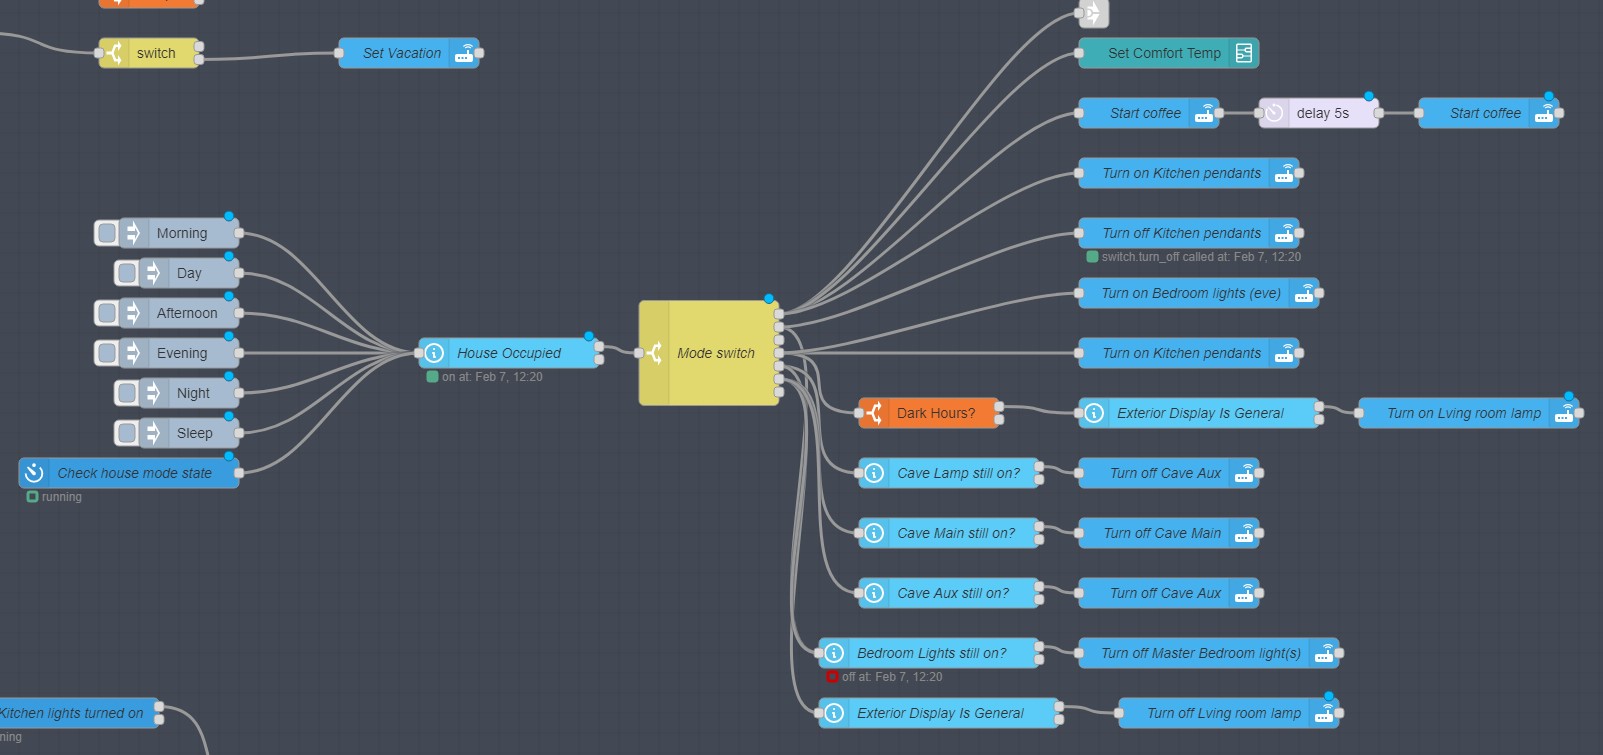 switch
Set Vacation
Set Comfort Temp
Start coffee
delay 5s
Start coffee
Turn on Kitchen pendants
Morning
Turn off Kitchen pendants
switch.turn_off called at: Feb 7, 12:20
Day
Turn on Bedroom lights (eve)
Afternoon
Evening
House Occupied
on at: Feb 7, 12:20
Mode switch
Turn on Kitchen pendants
Night
Dark Hours?
Exterior Display Is General
Turn on Lving room lamp
Sleep
Check house mode state
running
Cave Lamp still on?
Turn off Cave Aux
Cave Main still on?
Turn off Cave Main
Cave Aux still on?
Turn off Cave Aux
Bedroom Lights still on?
off at: Feb 7, 12:20
Turn off Master Bedroom light(s)
Kitchen lights turned on
ning
Exterior Display Is General
Turn off Lving room lamp